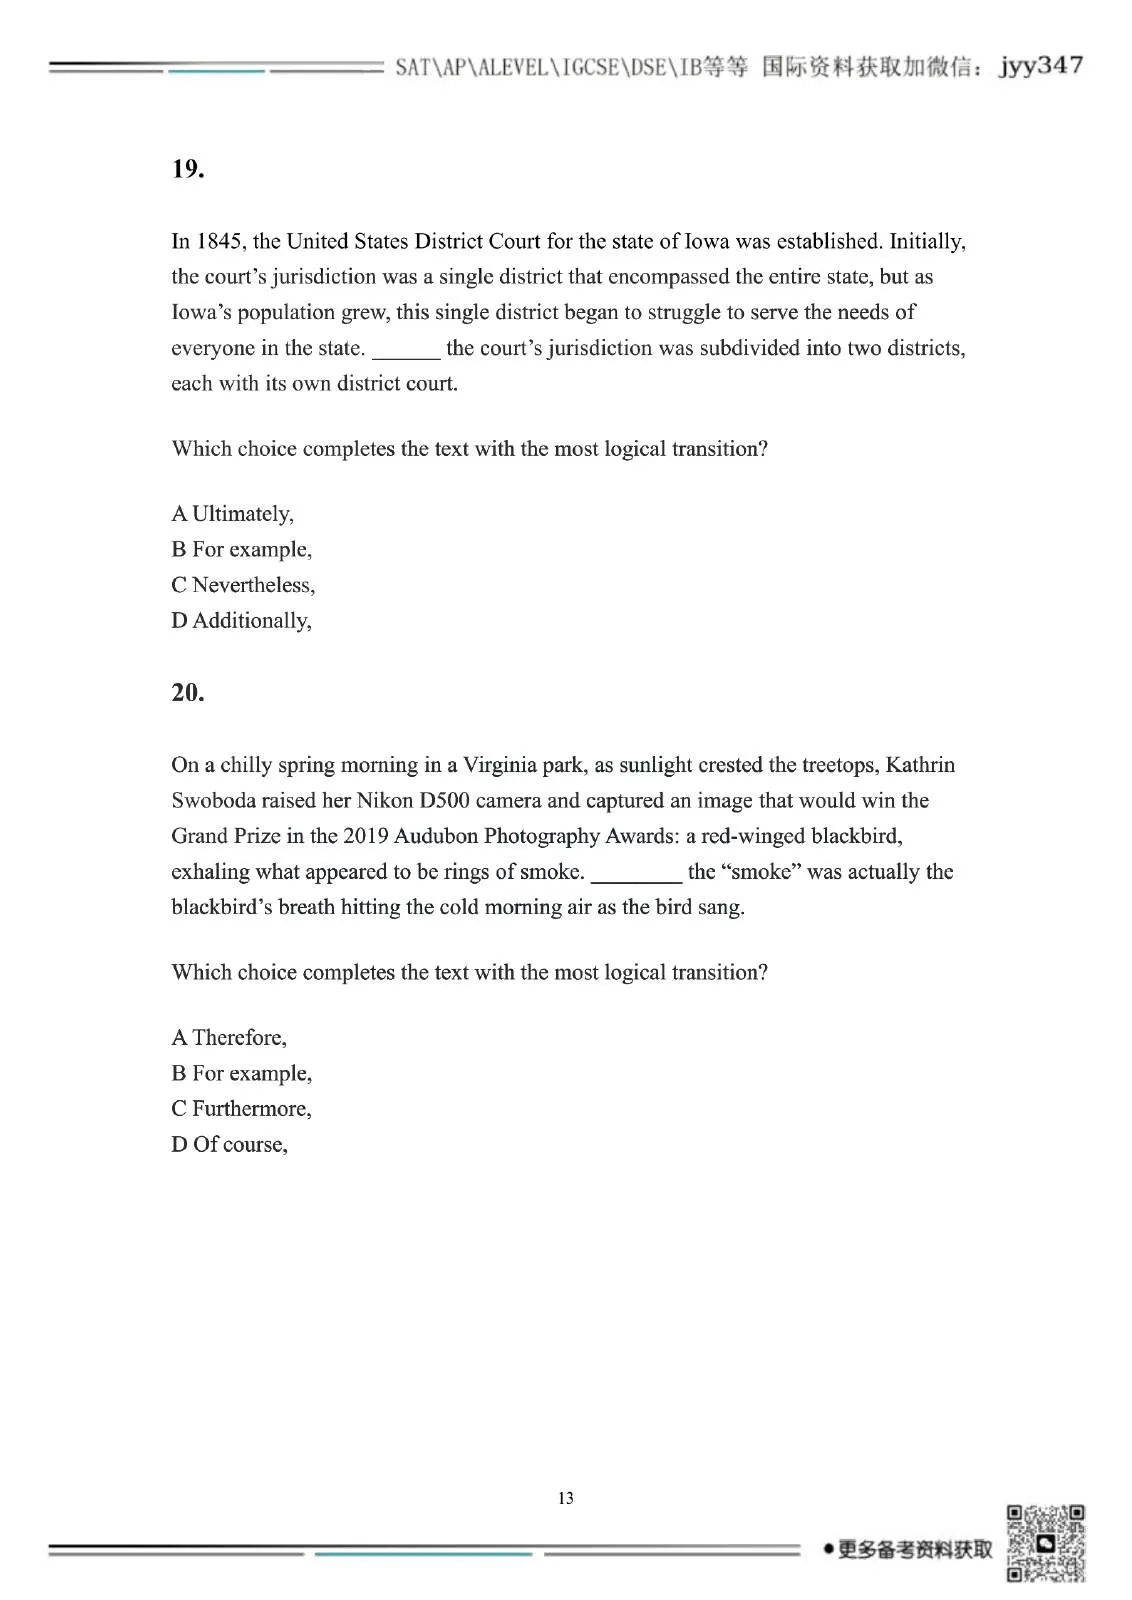 SAT\AP\ALEVEL\IGCSE\DSE\IB等等 国际资料获取加微信：jyy347
19.
In 1845, the United States District Court for the state of Iowa was established. Initially,
the court’s jurisdiction was a single district that encompassed the entire state, but as
Iowa’s population grew, this single district began to struggle to serve the needs of
everyone in the state. ______ the court’s jurisdiction was subdivided into two districts,
each with its own district court.
Which choice completes the text with the most logical transition?
A Ultimately,
B For example,
C Nevertheless,
D Additionally,
20.
On a chilly spring morning in a Virginia park, as sunlight crested the treetops, Kathrin
Swoboda raised her Nikon D500 camera and captured an image that would win the
Grand Prize in the 2019 Audubon Photography Awards: a red-winged blackbird,
exhaling what appeared to be rings of smoke. ________ the “smoke” was actually the
blackbird’s breath hitting the cold morning air as the bird sang.
Which choice completes the text with the most logical transition?
A Therefore,
B For example,
C Furthermore,
D Of course,
13
●更多备考资料获取